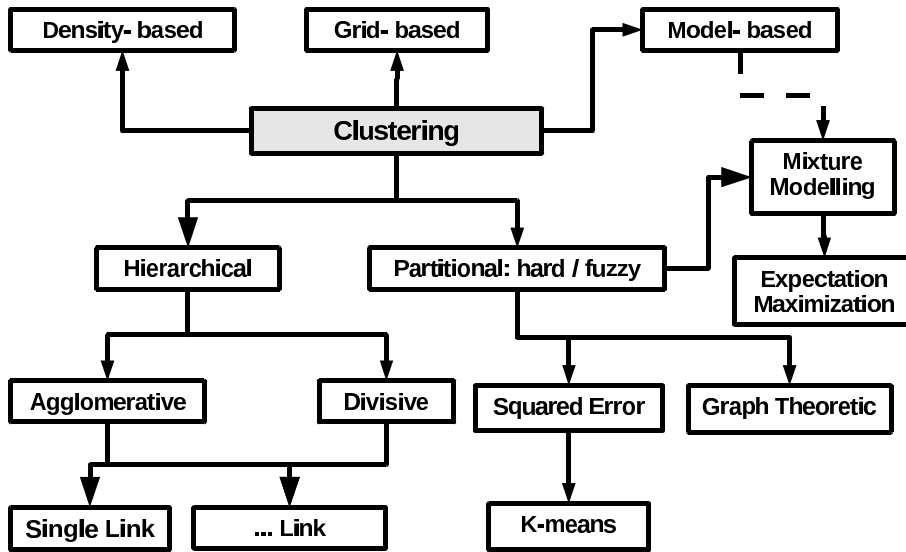 Density- based
Grid- based
Model- based
Clustering
Mixture
Modelling
Hierarchical
Partitional: hard / fuzzy
Expectation
Maximization
Agglomerative
Divisive
Squared Error
Graph Theoretic
Single Link
... Link
K-means